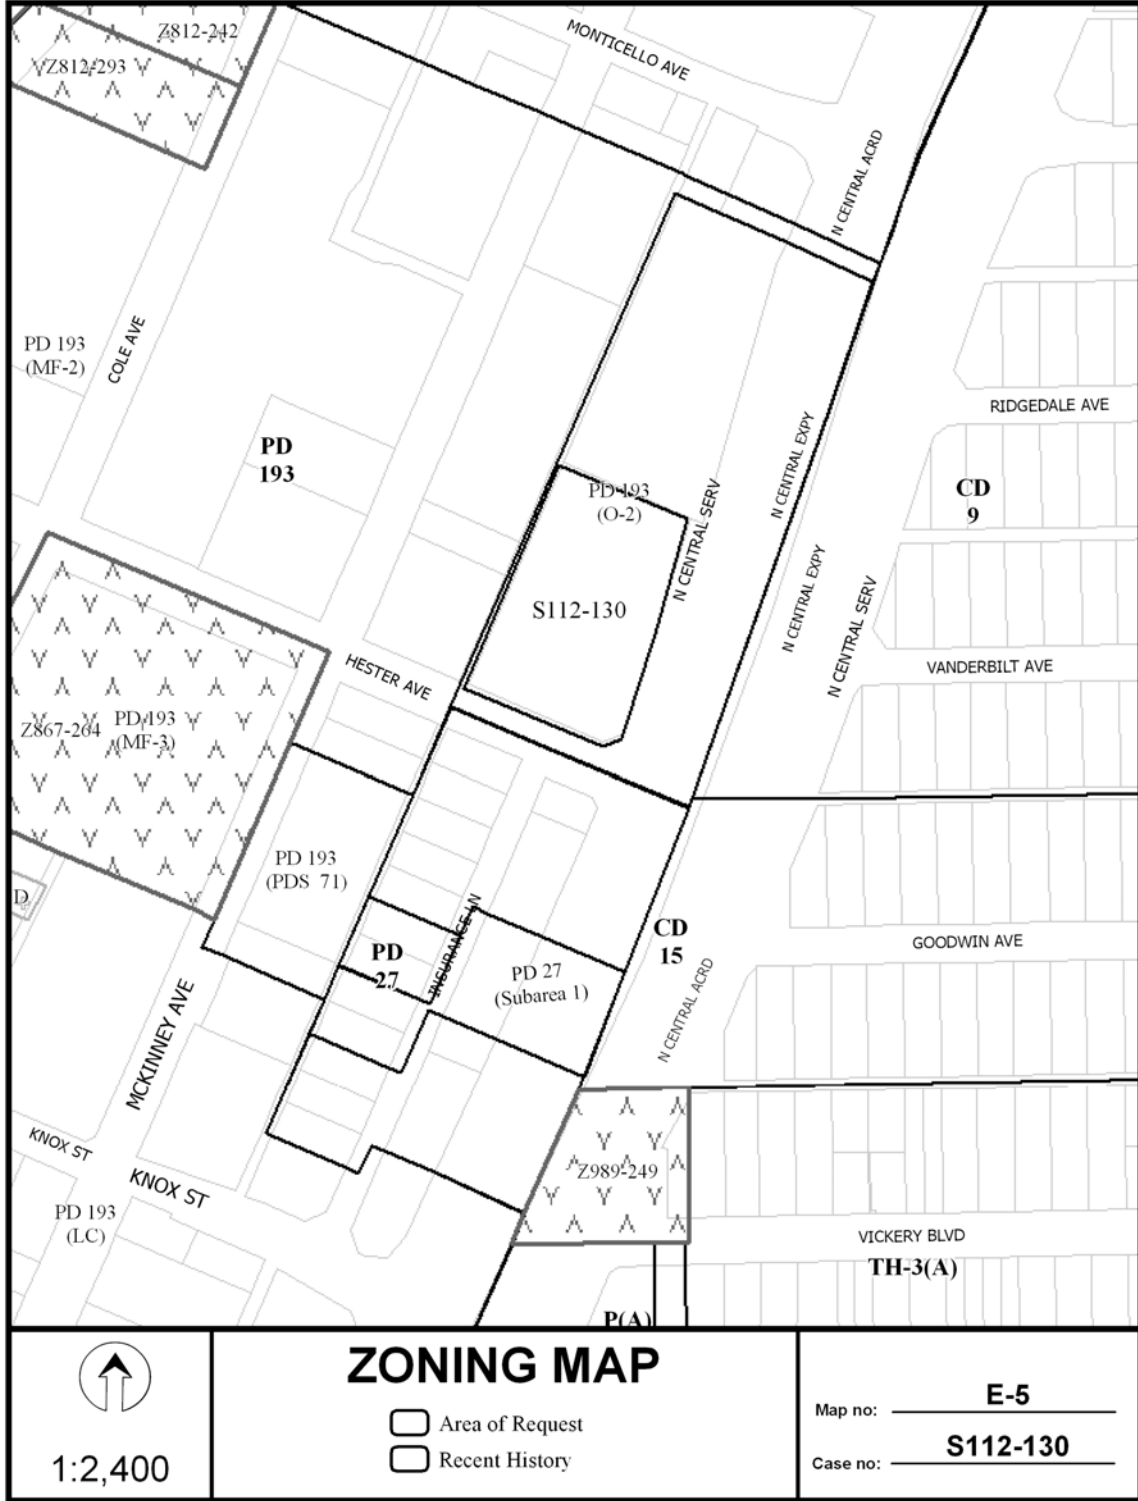 Z812-242
Z812-293
MONTICELLO AVE
N CENTRAL ACRD
COLE AVE
PD 193
(MF-2)
PD
193
RIDGEDALE AVE
N CENTRAL EXPY
PD 193
(O-2)
N CENTRAL SERV
CD
9
S112-130
N CENTRAL EXPY
N CENTRAL SERV
HESTER AVE
VANDERBILT AVE
Z867-264
PD 193
(MF-3)
PD 193
(PDS 71)
D
INSURANCE LN
PD
27
PD 27
(Subarea 1)
CD
15
GOODWIN AVE
N CENTRAL ACRD
MCKINNEY AVE
KNOX ST
KNOX ST
Z989-249
PD 193
(LC)
VICKERY BLVD
TH-3(A)
P(A)
1:2,400
ZONING MAP
Area of Request
Recent History
Map no: E-5
Case no: S112-130